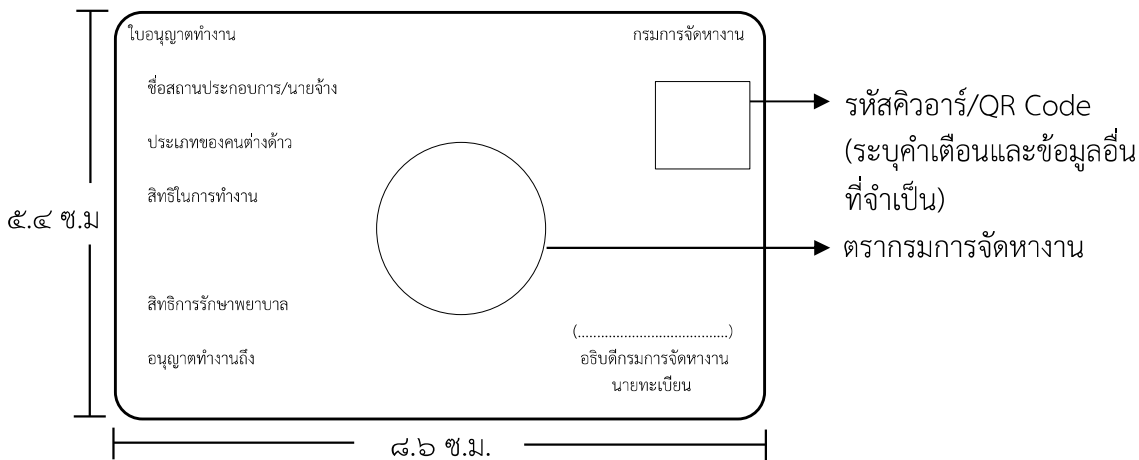 ใบอนุญาตทำงาน
กรมการจัดหางาน
ชื่อสถานประกอบการ/นายจ้าง
ประเภทของคนต่างด้าว
สิทธิในการทำงาน
สิทธิการรักษาพยาบาล
อนุญาตทำงานถึง
(.....................................)
อธิบดีกรมการจัดหางาน
นายทะเบียน
รหัสคิวอาร์/QR Code
(ระบุคำเตือนและข้อมูลอื่น
ที่จำเป็น)
ตรากรมการจัดหางาน
๕.๔ ซ.ม
๘.๖ ซ.ม.